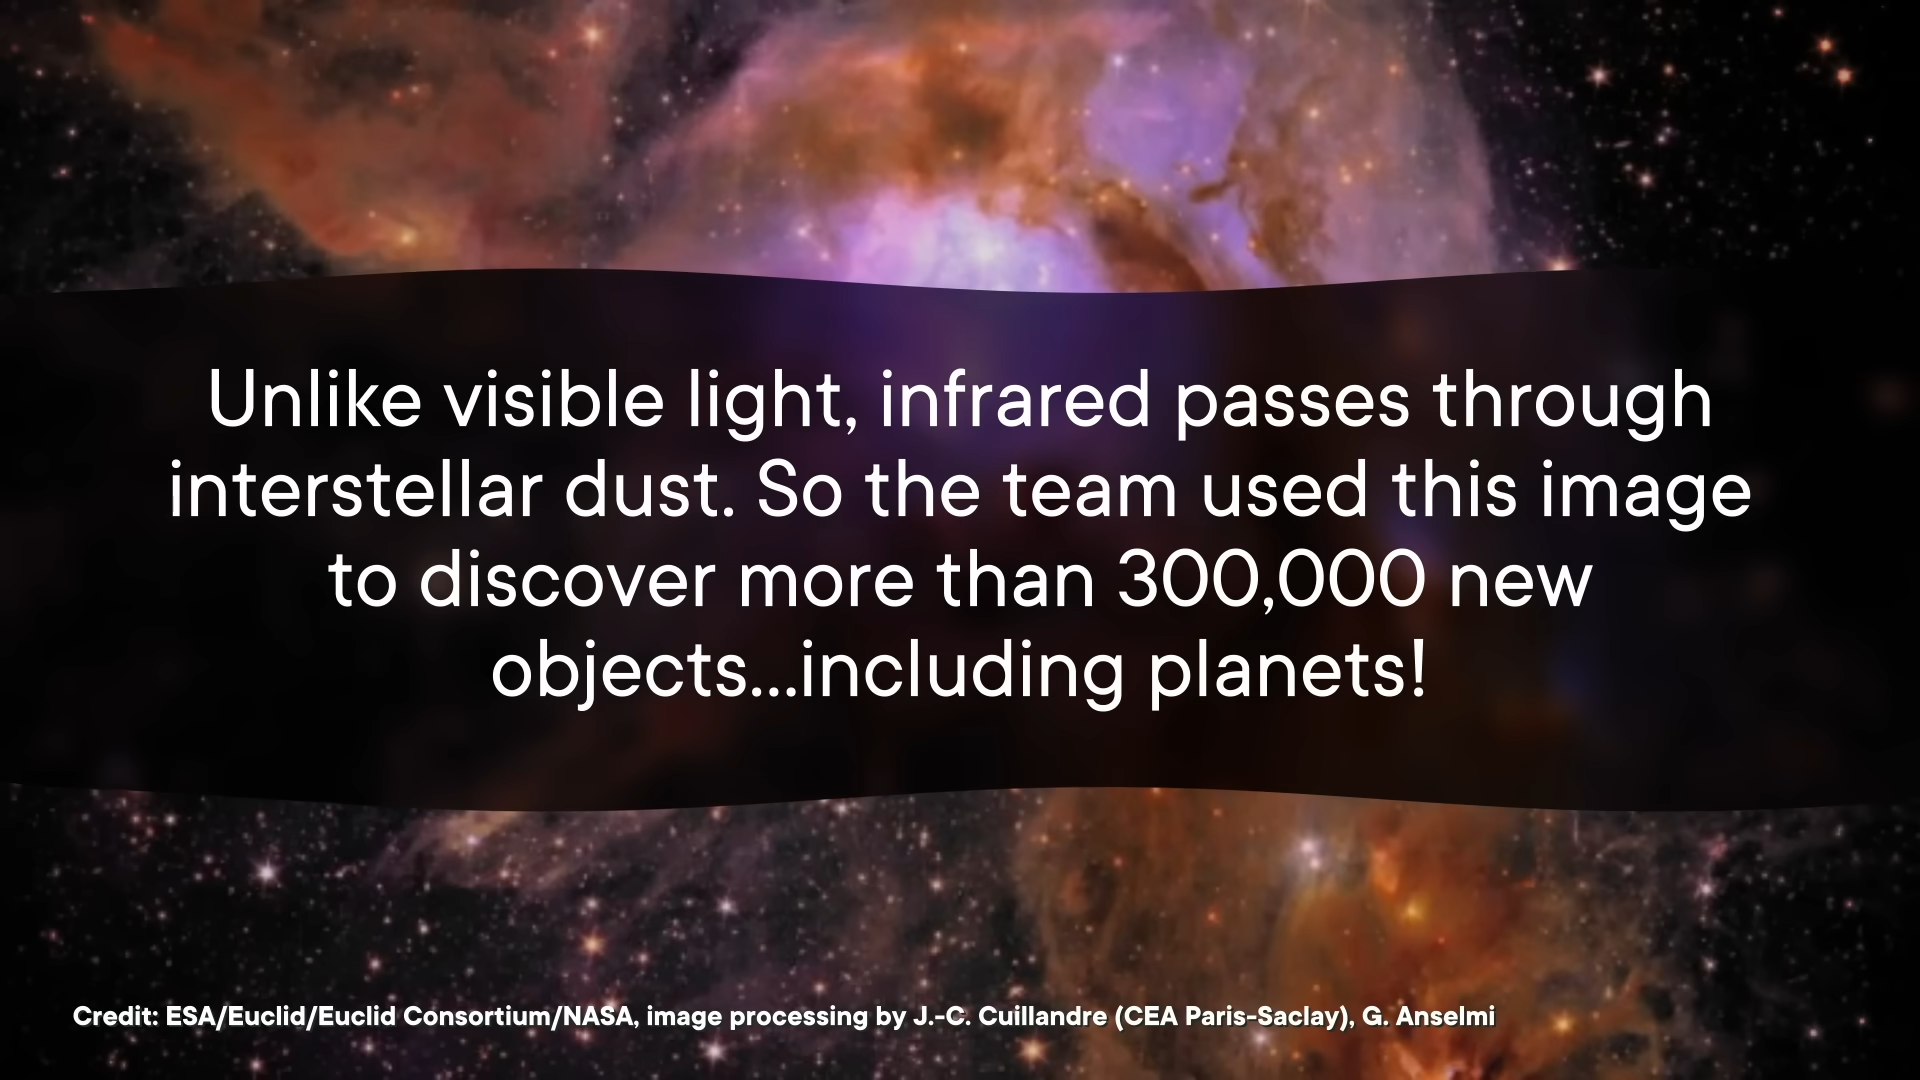 Unlike visible light, infrared passes through
interstellar dust. So the team used this image
to discover more than 300,000 new
objects...including planets!
Credit: ESA/Euclid/Euclid Consortium/NASA, image processing by J.-C. Cuillandre (CEA Paris-Saclay), G. Anselmi